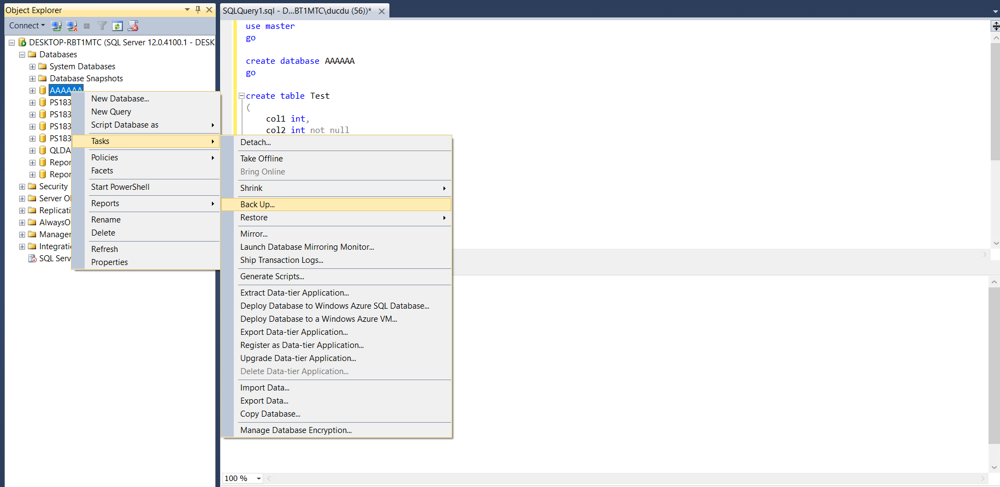 Object Explorer
Connect
DESKTOP-RBT1MTC (SQL Server 12.0.4100.1 - DESK
Databases
System Databases
Database Snapshots
AAAAAA
PS183
PS183
PS183
PS183
QLDA
Repor
Repor
Security
Server Ol
Replicati
AlwaysO
Manager
Integrati
SQL Serv
New Database...
New Query
Script Database as
Tasks
Policies
Facets
Start PowerShell
Reports
Rename
Delete
Refresh
Properties
Detach...
Take Offline
Bring Online
Shrink
Back Up...
Restore
Mirror...
Launch Database Mirroring Monitor...
Ship Transaction Logs...
Generate Scripts...
Extract Data-tier Application...
Deploy Database to Windows Azure SQL Database...
Deploy Database to a Windows Azure VM...
Export Data-tier Application...
Register as Data-tier Application...
Upgrade Data-tier Application...
Delete Data-tier Application...
Import Data...
Export Data...
Copy Database...
Manage Database Encryption...
SQLQuery1.sql - D...BT1MTC\ducdu (56))*
use master
go
create database AAAAAA
go
create table Test
(
col1 int,
col2 int not null
100 %